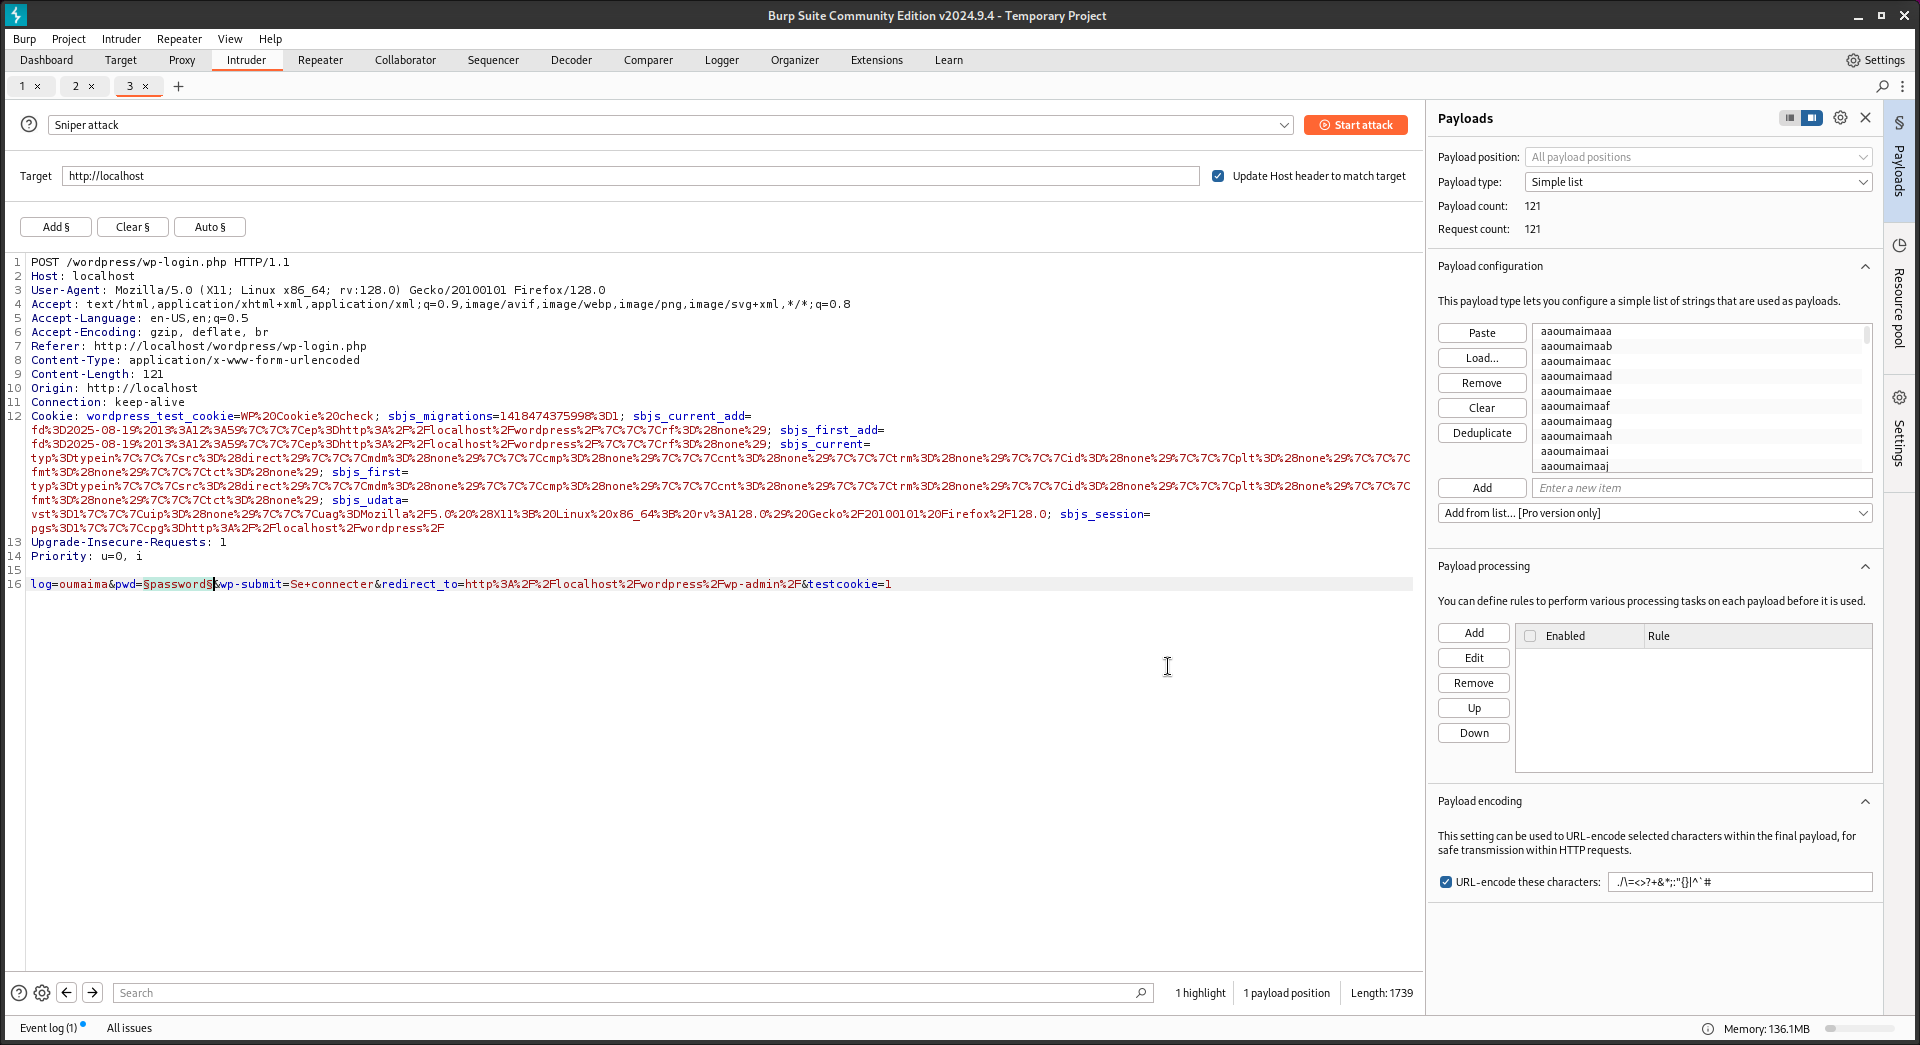 Burp Suite Community Edition v2024.9.4 - Temporary Project
Burp Project Intruder Repeater View Help
Dashboard Target Proxy Intruder Repeater Collaborator Sequencer Decoder Comparer Logger Organizer Extensions Learn Settings
1 × 2 × 3 × +
Sniper attack Start attack
Target http://localhost Update Host header to match target
Add § Clear § Auto §
1 POST /wordpress/wp-login.php HTTP/1.1
2 Host: localhost
3 User-Agent: Mozilla/5.0 (X11; Linux x86_64; rv:128.0) Gecko/20100101 Firefox/128.0
4 Accept: text/html,application/xhtml+xml,application/xml;q=0.9,image/avif,image/webp,image/png,image/svg+xml,*/*;q=0.8
5 Accept-Language: en-US,en;q=0.5
6 Accept-Encoding: gzip, deflate, br
7 Referer: http://localhost/wordpress/wp-login.php
8 Content-Type: application/x-www-form-urlencoded
9 Content-Length: 121
10 Origin: http://localhost
11 Connection: keep-alive
12 Cookie: wordpress_test_cookie=WP%20Cookie%20check; sbjs_migrations=1418474375998%3D1; sbjs_current_add=
fd%3D2025-08-19%2013%3A12%3A59%7C%7C%7Cep%3Dhttp%3A%2F%2Flocalhost%2Fwordpress%2F%7C%7C%7Crf%3D%28none%29; sbjs_first_add=
fd%3D2025-08-19%2013%3A12%3A59%7C%7C%7Cep%3Dhttp%3A%2F%2Flocalhost%2Fwordpress%2F%7C%7C%7Crf%3D%28none%29; sbjs_current=
typ%3Dtypein%7C%7C%7Csrc%3D%28direct%29%7C%7C%7Cmdm%3D%28none%29%7C%7C%7Ccmp%3D%28none%29%7C%7C%7Ccnt%3D%28none%29%7C%7C%7Ctrm%3D%28none%29%7C%7C%7Cid%3D%28none%29%7C%7C%7Cplt%3D%28none%29%7C%7C%7C
fmt%3D%28none%29%7C%7C%7Ctct%3D%28none%29; sbjs_first=
typ%3Dtypein%7C%7C%7Csrc%3D%28direct%29%7C%7C%7Cmdm%3D%28none%29%7C%7C%7Ccmp%3D%28none%29%7C%7C%7Ccnt%3D%28none%29%7C%7C%7Ctrm%3D%28none%29%7C%7C%7Cid%3D%28none%29%7C%7C%7Cplt%3D%28none%29%7C%7C%7C
fmt%3D%28none%29%7C%7C%7Ctct%3D%28none%29; sbjs_udata=
vst%3D1%7C%7C%7Cuip%3D%28none%29%7C%7C%7Cuag%3DMozilla%2F5.0%20%28X11%3B%20Linux%20x86_64%3B%20rv%3A128.0%29%20Gecko%2F20100101%20Firefox%2F128.0; sbjs_session=
pgs%3D1%7C%7C%7Ccpg%3Dhttp%3A%2F%2Flocalhost%2Fwordpress%2F
13 Upgrade-Insecure-Requests: 1
14 Priority: u=0, i
15
16 log=oumaima&pwd=§password§&wp-submit=Se+connecter&redirect_to=http%3A%2F%2Flocalhost%2Fwordpress%2Fwp-admin%2F&testcookie=1
Search 1 highlight 1 payload position Length: 1739
Event log (1) All issues Memory: 136.1MB
Payloads
Payload position: All payload positions
Payload type: Simple list
Payload count: 121
Request count: 121
Payload configuration
This payload type lets you configure a simple list of strings that are used as payloads.
Paste
Load...
Remove
Clear
Deduplicate
aaoumaimaaa
aaoumaimaab
aaoumaimaac
aaoumaimaad
aaoumaimaae
aaoumaimaaf
aaoumaimaag
aaoumaimaah
aaoumaimaai
aaoumaimaaj
Add Enter a new item
Add from list... [Pro version only]
Payload processing
You can define rules to perform various processing tasks on each payload before it is used.
Add
Edit
Remove
Up
Down
Enabled Rule
Payload encoding
This setting can be used to URL-encode selected characters within the final payload, for
safe transmission within HTTP requests.
URL-encode these characters: ./\=<>?+&*;:"{}|^`#
§ Payloads
Resource pool
Settings